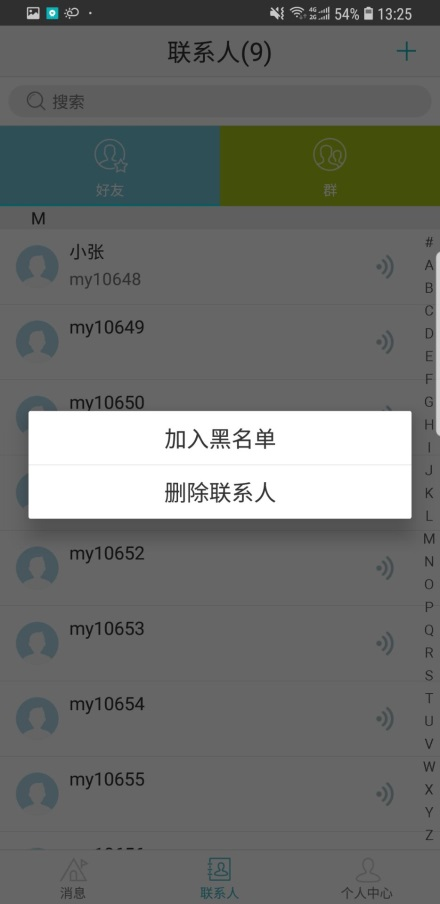 54% 13:25
联系人(9)
搜索
好友
群
M
小张
my10648
my10649
my10650
加入黑名单
删除联系人
my10652
my10653
my10654
my10655
#
A
B
C
D
E
F
G
H
I
J
K
L
M
N
O
P
Q
R
S
T
U
V
W
X
Y
Z
消息
联系人
个人中心